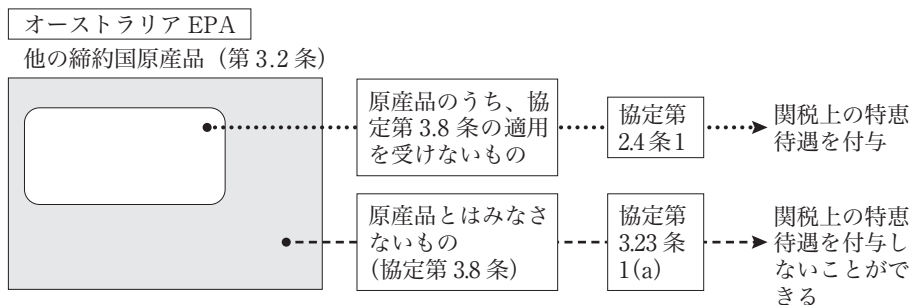 オーストラリア EPA
他の締約国原産品（第 3.2 条）
原産品のうち、協
定第 3.8 条の適用
を受けないもの
協定第
2.4 条 1
関税上の特恵
待遇を付与
原産品とはみなさ
ないもの
（協定第 3.8 条）
協定第
3.23 条
1(a)
関税上の特恵
待遇を付与し
ないことがで
きる